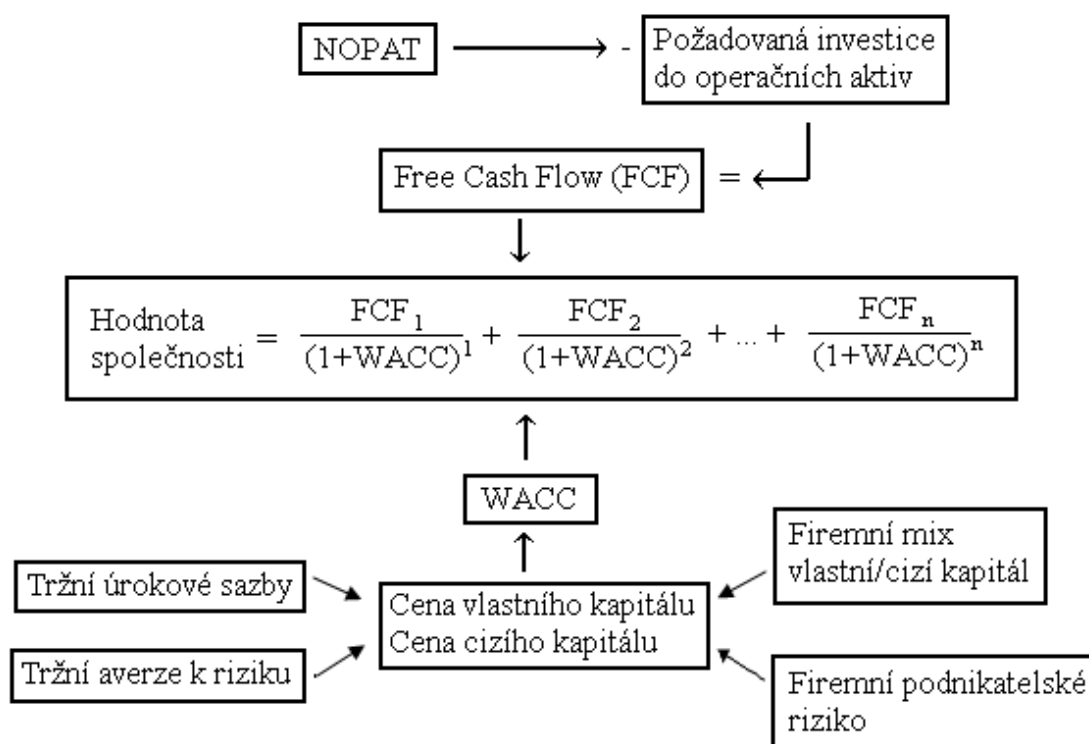 NOPAT
- Požadovaná investice
do operačních aktiv
Free Cash Flow (FCF) =
Hodnota
společnosti = FCF₁/(1+WACC)¹ + FCF₂/(1+WACC)² + ... + FCFₙ/(1+WACC)ⁿ
WACC
Tržní úrokové sazby
Tržní averze k riziku
Cena vlastního kapitálu
Cena cizího kapitálu
Firemní mix
vlastní/cizí kapitál
Firemní podnikatelské
riziko